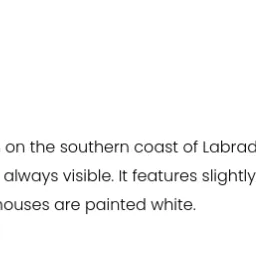 on the southern coast of Labrad
always visible. It features slightly
houses are painted white.